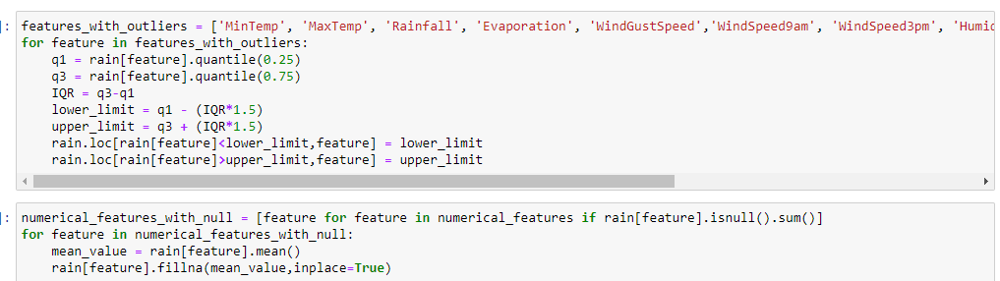 ]: features_with_outliers = ['MinTemp', 'MaxTemp', 'Rainfall', 'Evaporation', 'WindGustSpeed','WindSpeed9am', 'WindSpeed3pm', 'Humid
for feature in features_with_outliers:
    q1 = rain[feature].quantile(0.25)
    q3 = rain[feature].quantile(0.75)
    IQR = q3-q1
    lower_limit = q1 - (IQR*1.5)
    upper_limit = q3 + (IQR*1.5)
    rain.loc[rain[feature]<lower_limit,feature] = lower_limit
    rain.loc[rain[feature]>upper_limit,feature] = upper_limit
]: numerical_features_with_null = [feature for feature in numerical_features if rain[feature].isnull().sum()]
for feature in numerical_features_with_null:
    mean_value = rain[feature].mean()
    rain[feature].fillna(mean_value,inplace=True)